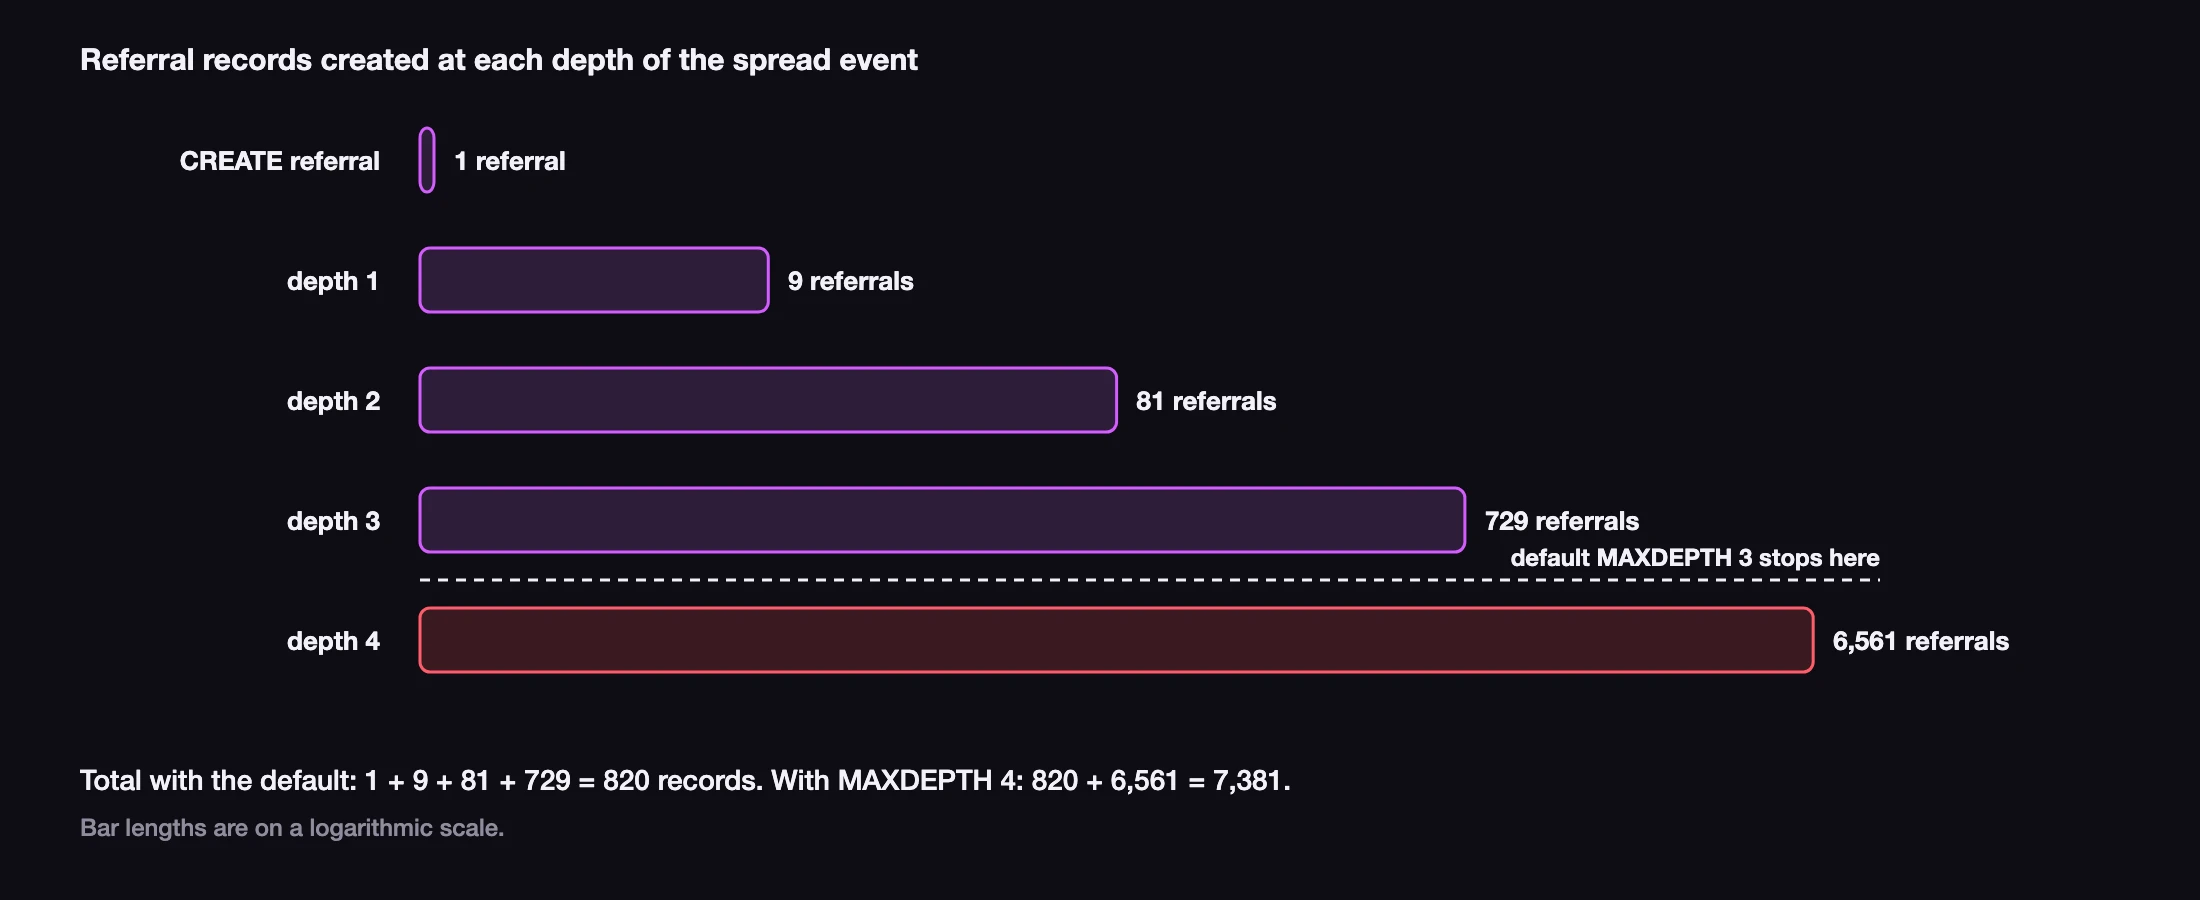 Referral records created at each depth of the spread event
CREATE referral
1 referral
depth 1
9 referrals
depth 2
81 referrals
depth 3
729 referrals
default MAXDEPTH 3 stops here
depth 4
6,561 referrals
Total with the default: 1 + 9 + 81 + 729 = 820 records. With MAXDEPTH 4: 820 + 6,561 = 7,381.
Bar lengths are on a logarithmic scale.